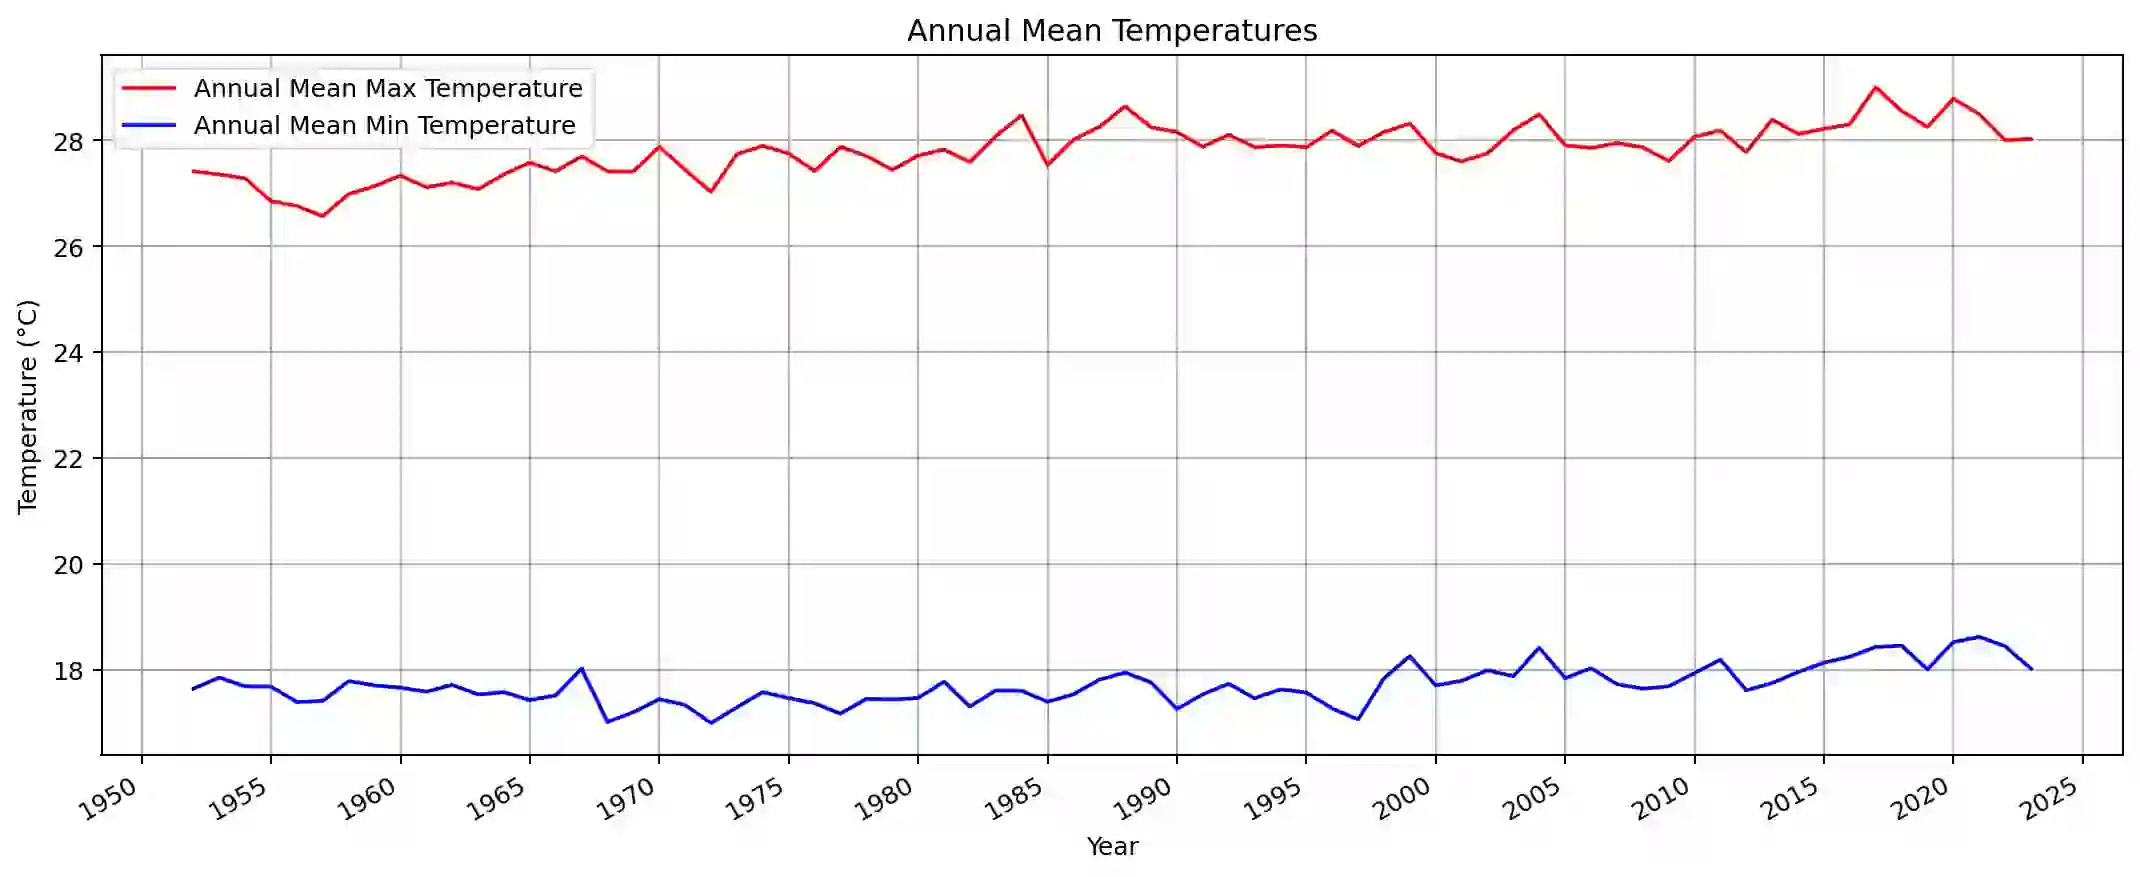 Annual Mean Temperatures
Annual Mean Max Temperature
Annual Mean Min Temperature
Temperature (°C)
28
26
24
22
20
18
1950 1955 1960 1965 1970 1975 1980 1985 1990 1995 2000 2005 2010 2015 2020 2025
Year